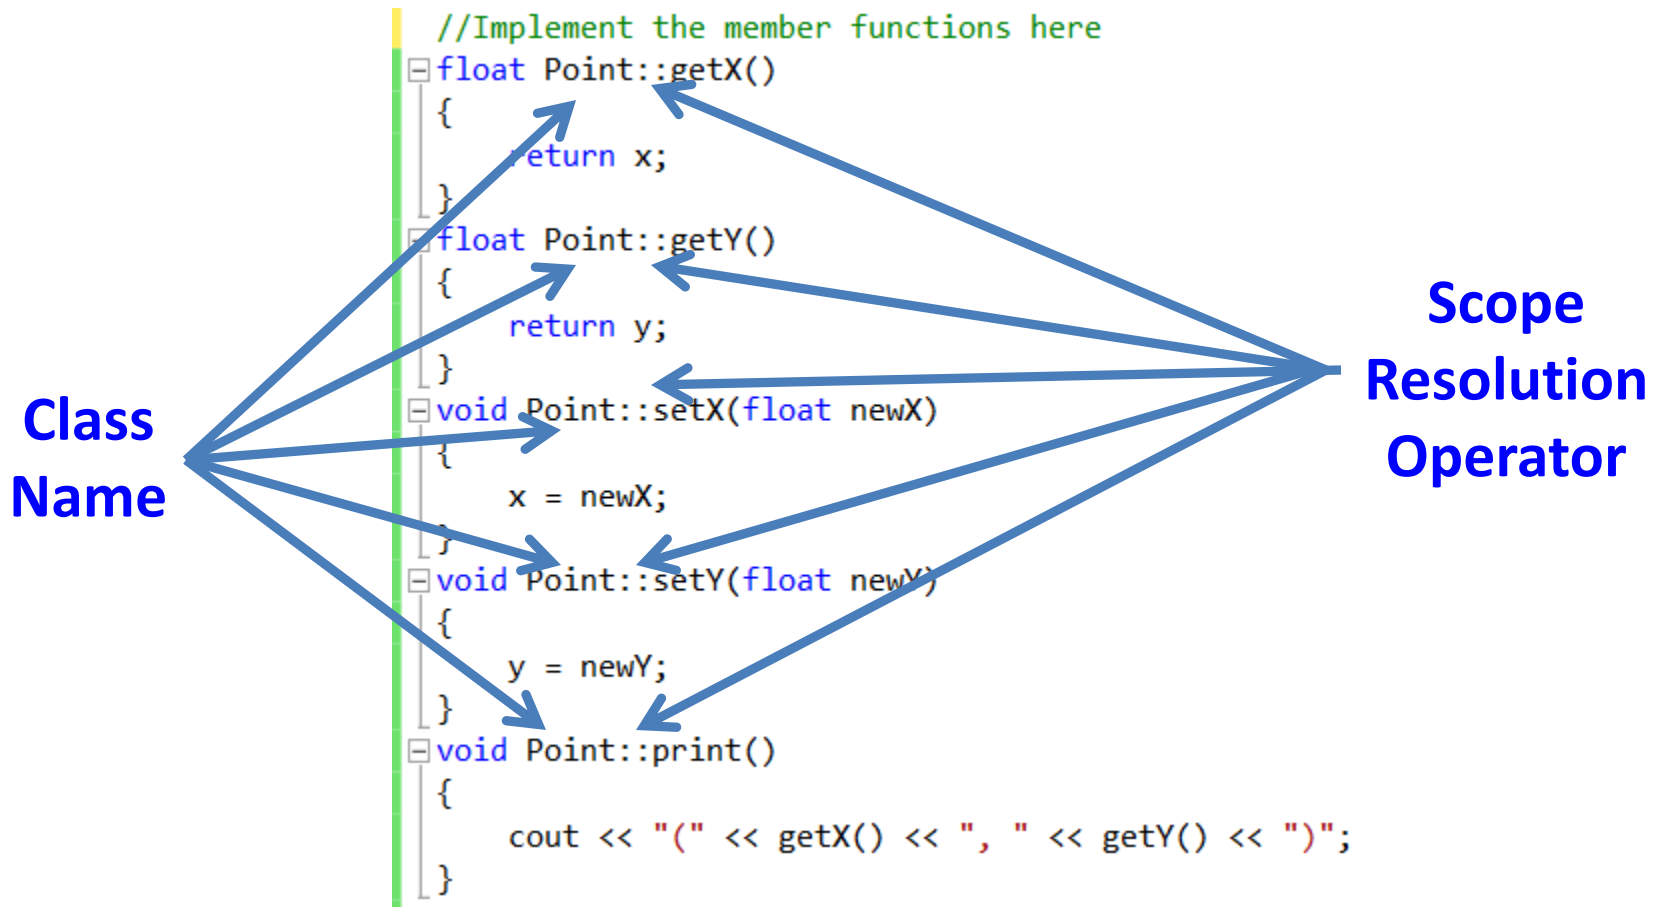 //Implement the member functions here
float Point::getX()
{
return x;
}
float Point::getY()
{
return y;
}
void Point::setX(float newX)
{
x = newX;
}
void Point::setY(float newY)
{
y = newY;
}
void Point::print()
{
cout << "(" << getX() << ", " << getY() << ")";
}
Class
Name
Scope
Resolution
Operator